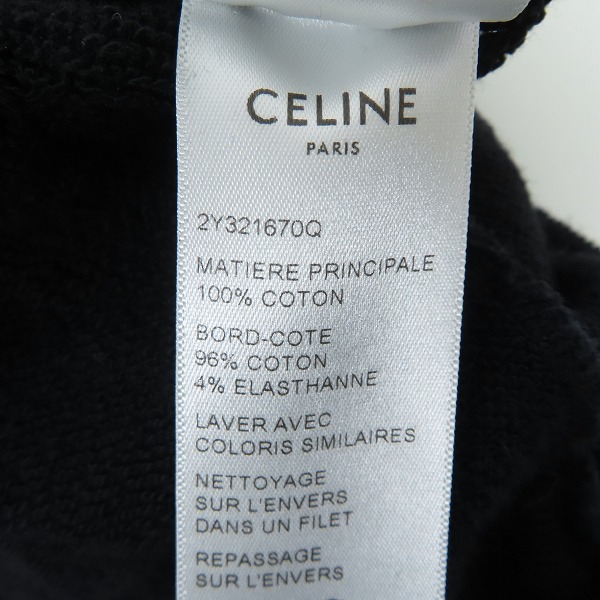 CELINE
PARIS
2Y321670Q
MATIERE PRINCIPALE
100% COTON
BORD-COTE
96% COTON
4% ELASTHANNE
LAVER AVEC
COLORIS SIMILAIRES
NETTOYAGE
SUR L'ENVERS
DANS UN FILET
REPASSAGE
SUR L'ENVERS